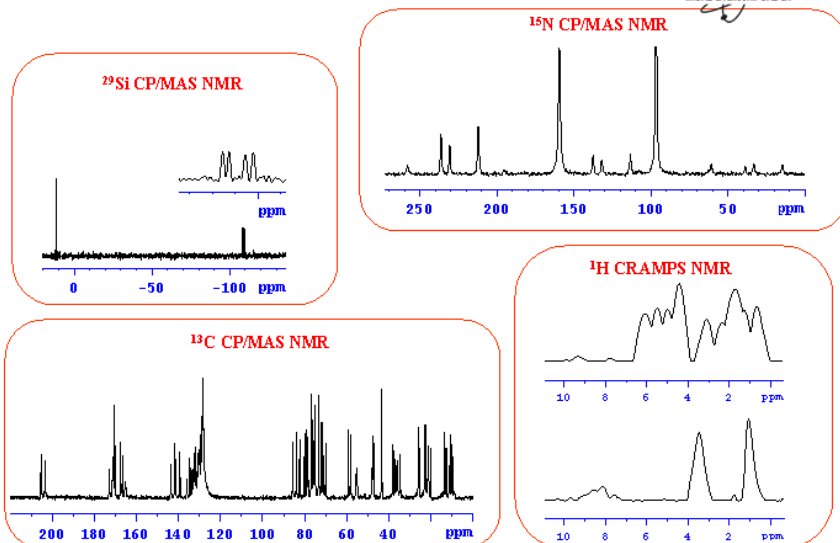 ¹⁵N CP/MAS NMR
250 200 150 100 50 ppm
²⁹Si CP/MAS NMR
ppm
0 -50 -100 ppm
¹H CRAMPS NMR
10 8 6 4 2 ppm
10 8 6 4 2 ppm
¹³C CP/MAS NMR
200 180 160 140 120 100 80 60 40 ppm